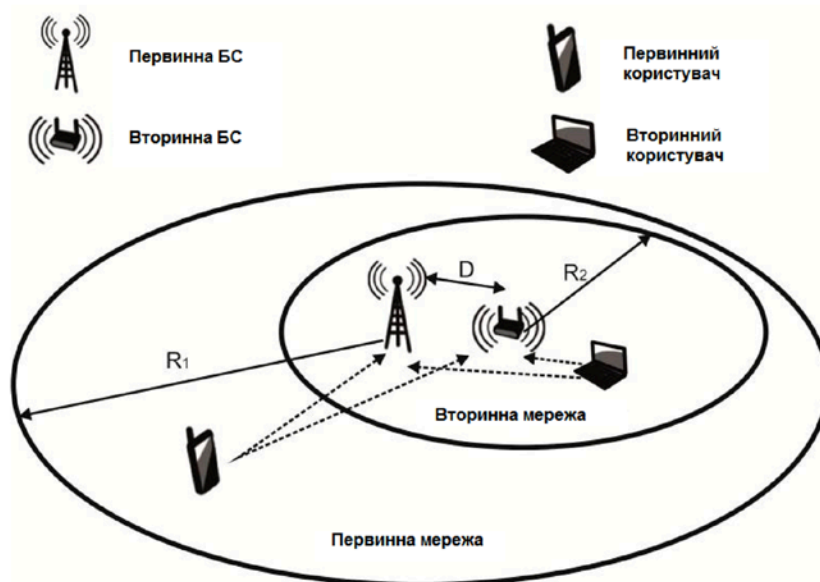 Первинна БС
Первинний
користувач
Вторинна БС
Вторинний
користувач
D
R2
R1
Вторинна мережа
Первинна мережа